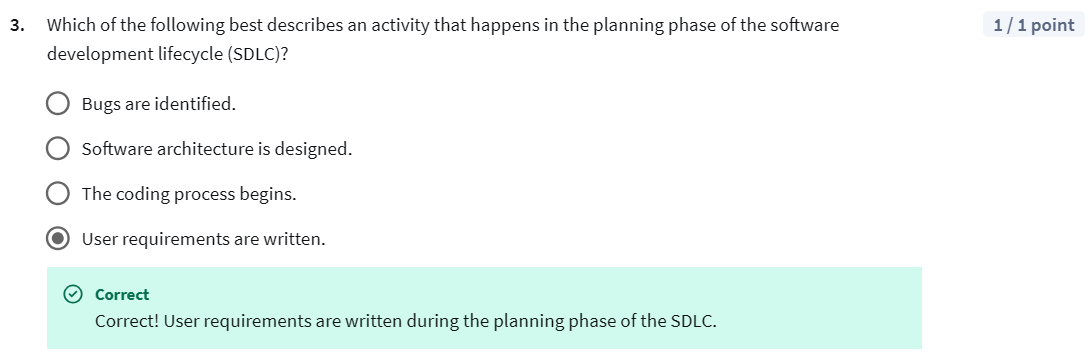 3. Which of the following best describes an activity that happens in the planning phase of the software
1 / 1 point
development lifecycle (SDLC)?
Bugs are identified.
Software architecture is designed.
The coding process begins.
User requirements are written.
Correct
Correct! User requirements are written during the planning phase of the SDLC.